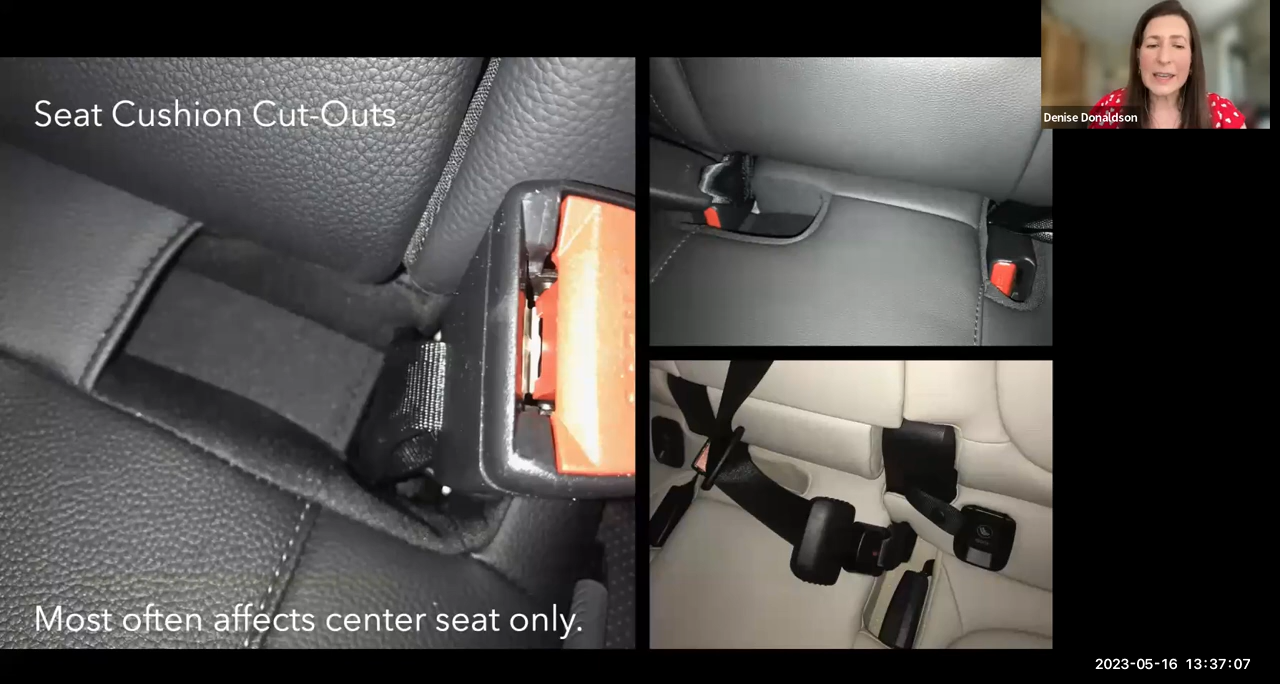 Seat Cushion Cut-Outs
Denise Donaldson
Most often affects center seat only.
2023-05-16 13:37:07